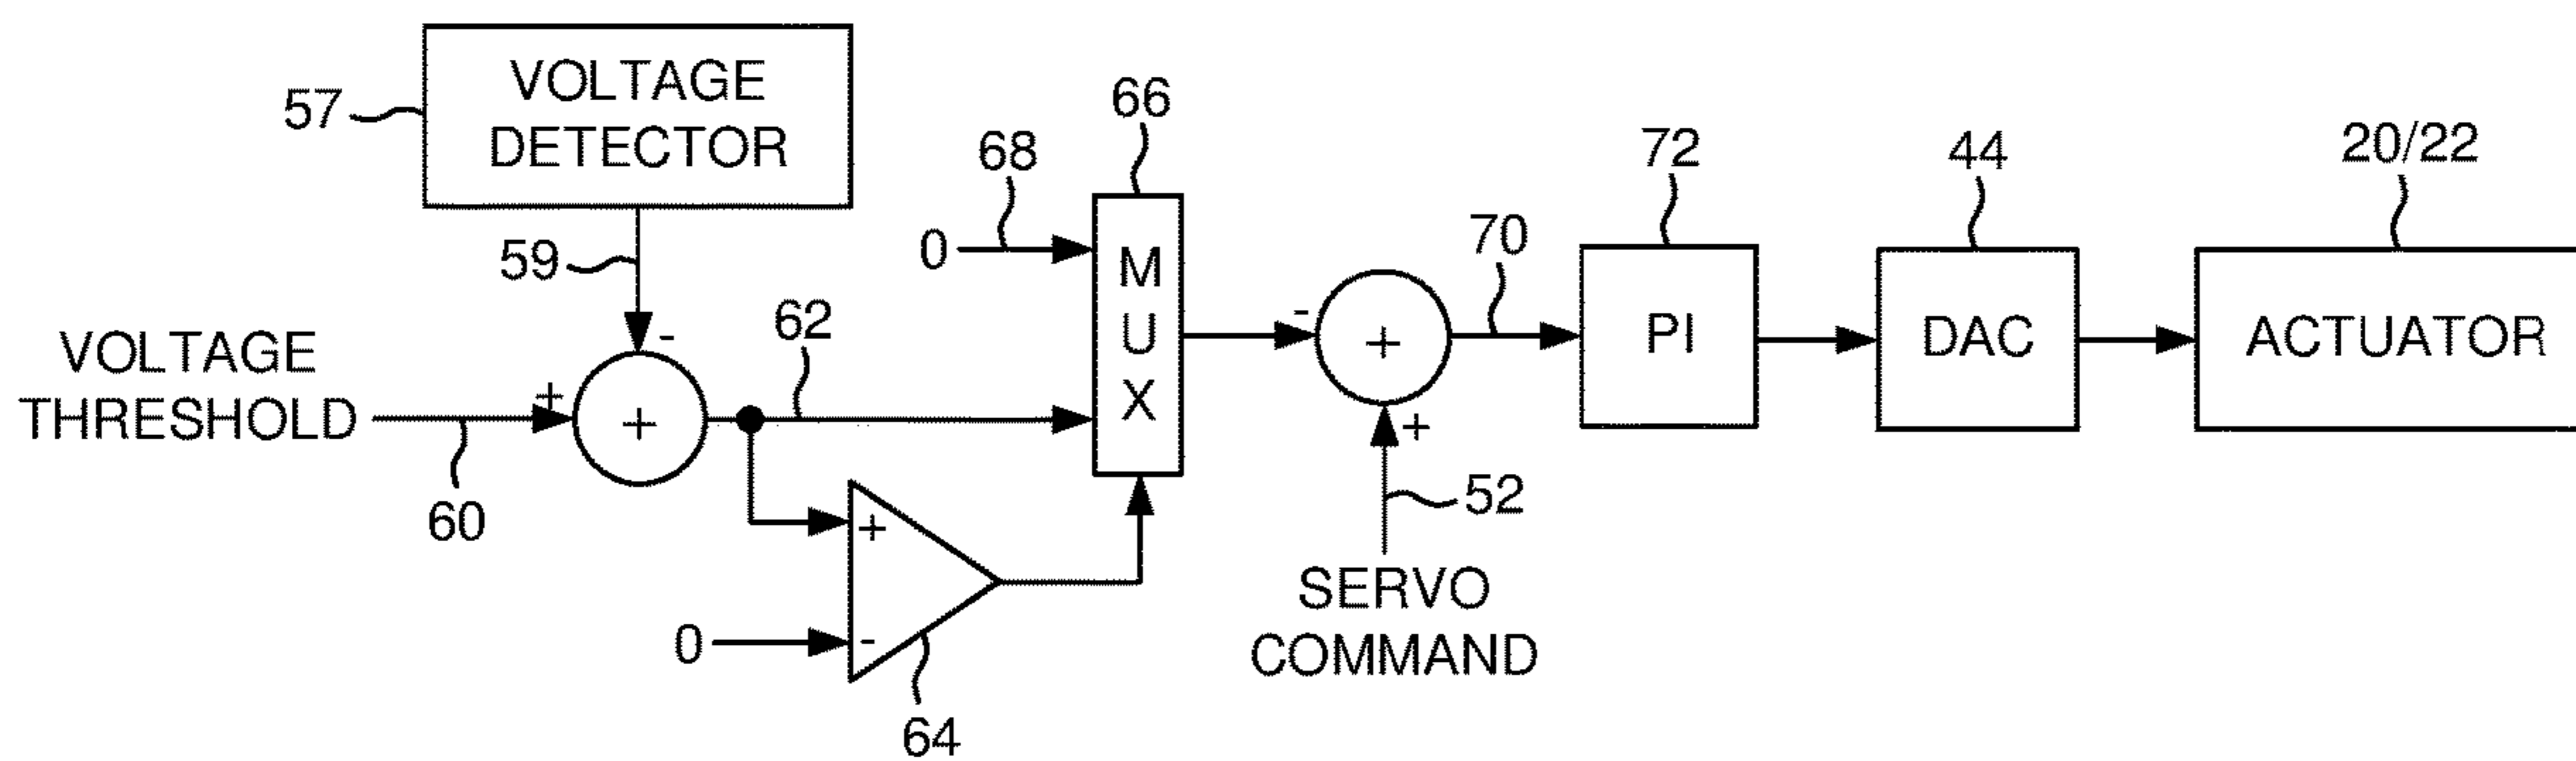 57
VOLTAGE
DETECTOR
59
-
VOLTAGE
THRESHOLD
+
60
+
62
0
68
66
M
U
X
+
-
0
64
-
+
+
52
SERVO
COMMAND
70
72
PI
44
DAC
20/22
ACTUATOR